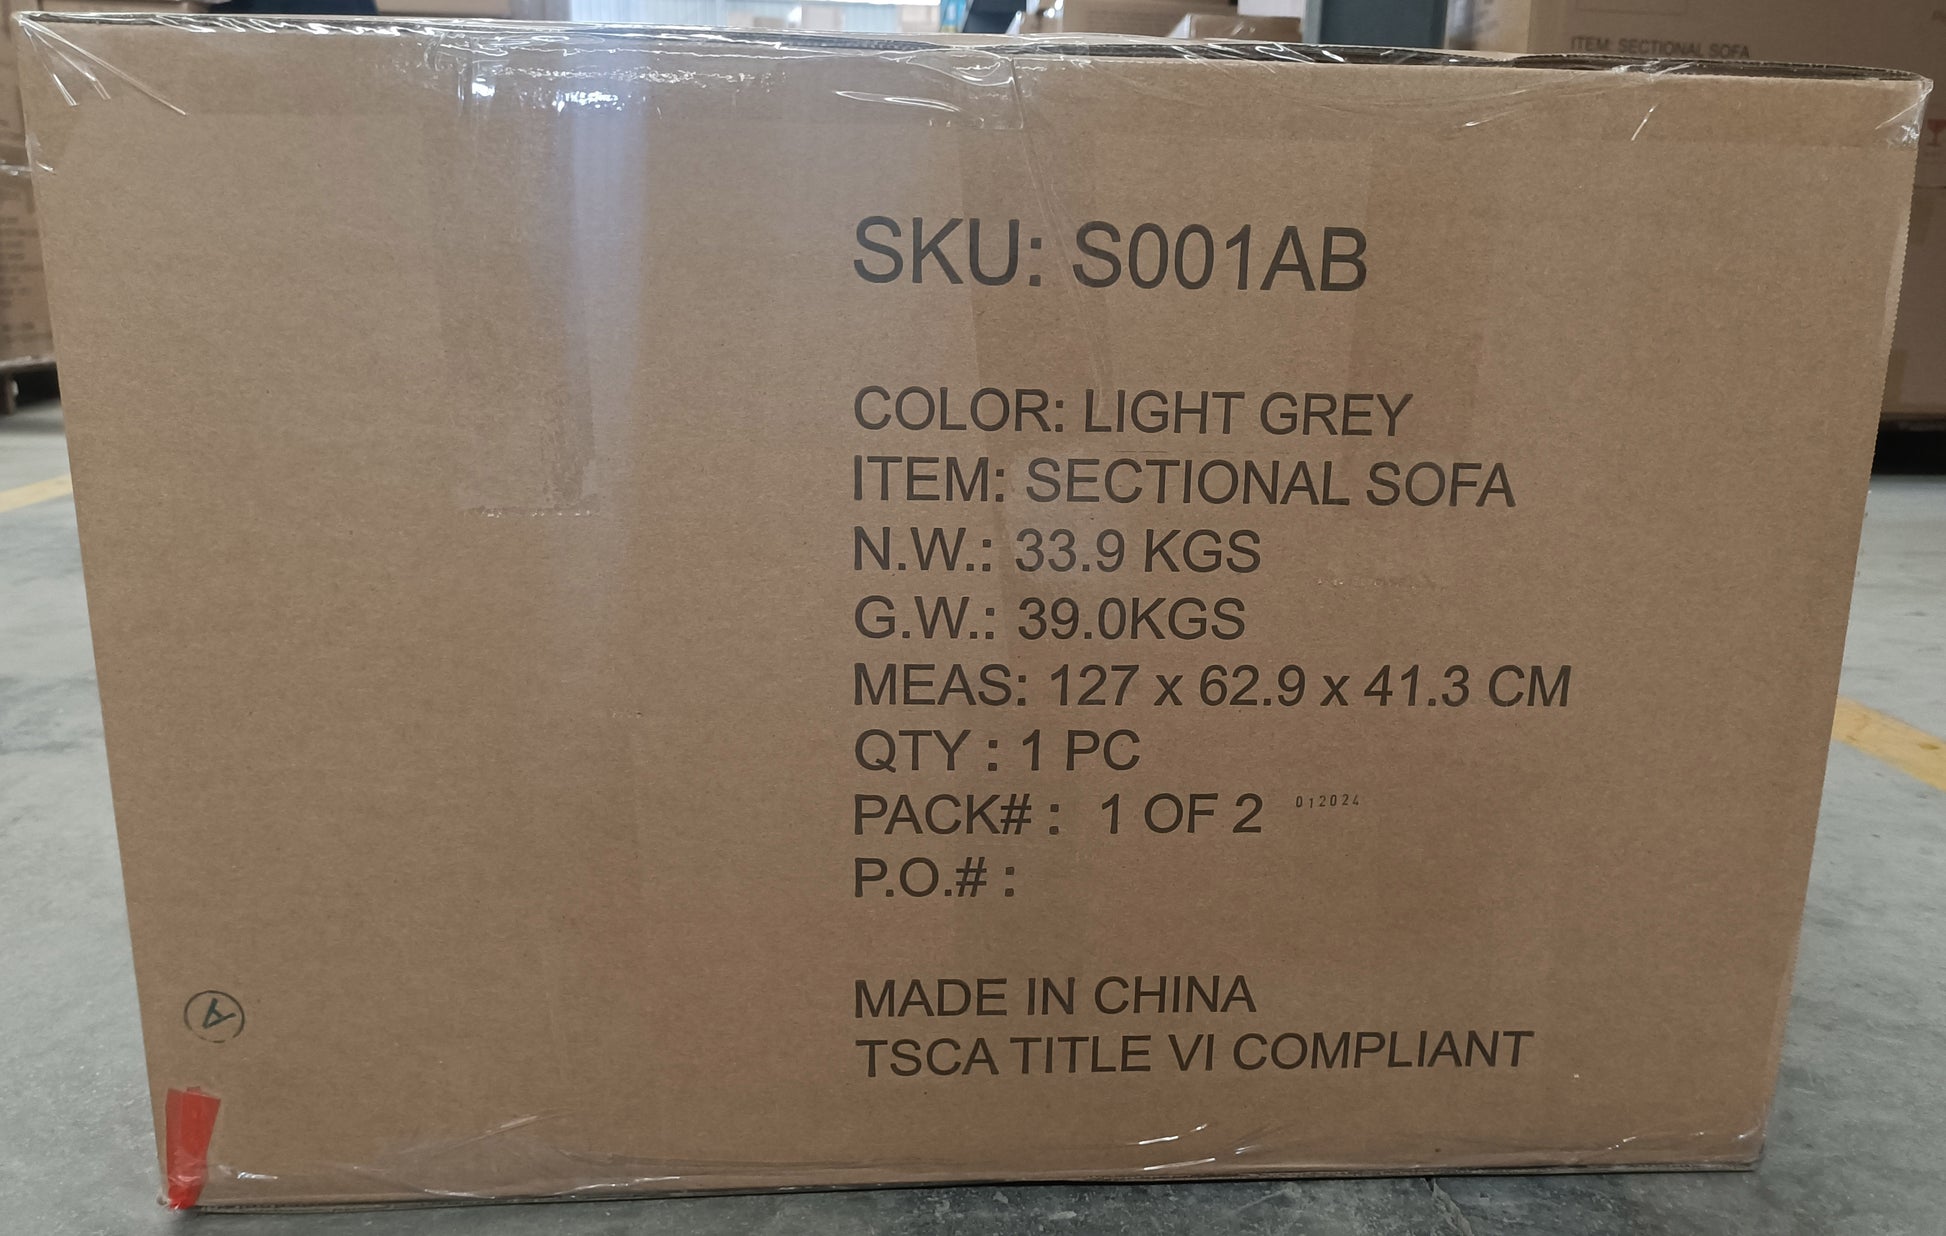 ITEM: SECTIONAL SOFA
SKU: S001AB
COLOR: LIGHT GREY
ITEM: SECTIONAL SOFA
N.W.: 33.9 KGS
G.W.: 39.0KGS
MEAS: 127 x 62.9 x 41.3 CM
QTY : 1 PC
PACK# : 1 OF 2 012024
P.O.# :
MADE IN CHINA
TSCA TITLE VI COMPLIANT
A